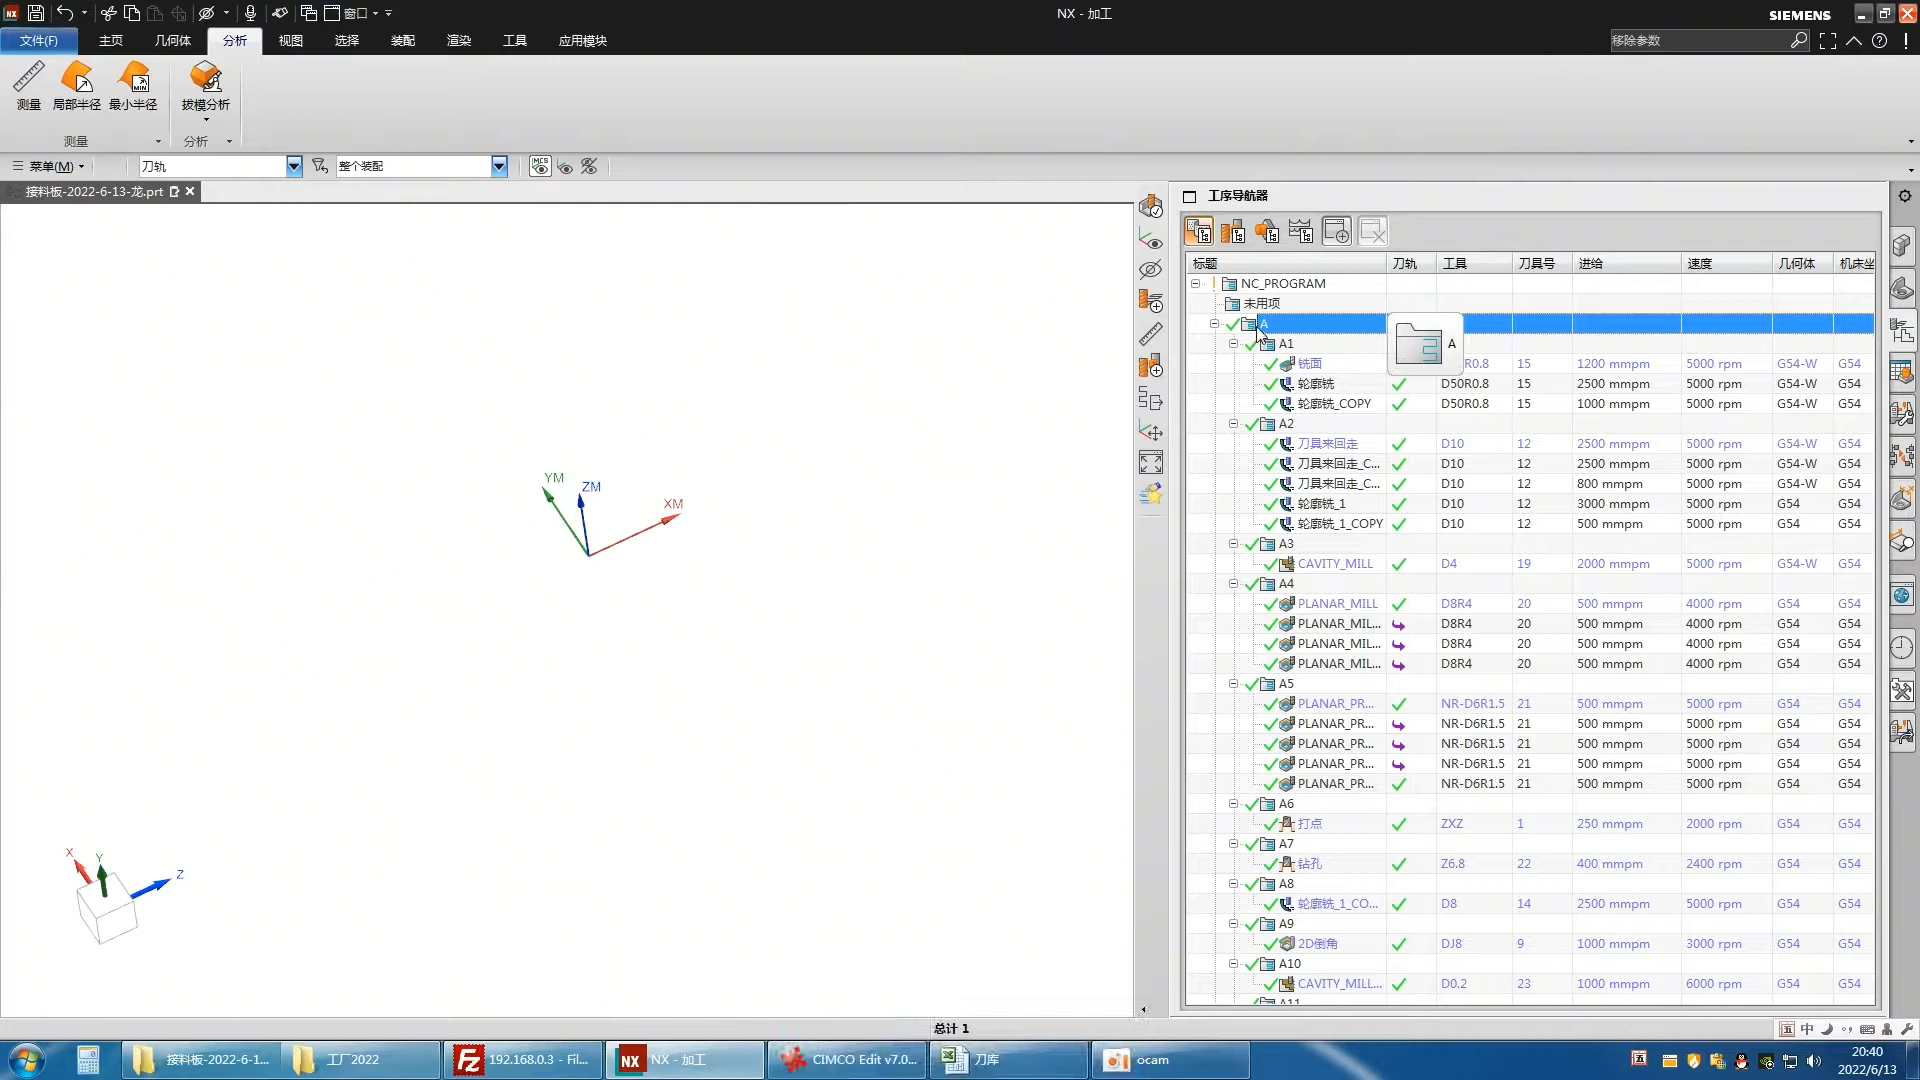 NX 窗口 NX - 加工 SIEMENS
文件(F) 主页 几何体 分析 视图 选择 装配 渲染 工具 应用模块 移除参数
测量 局部半径 最小半径 拔模分析
测量 分析
菜单(M) 刀轨 整个装配
接料板-2022-6-13-龙.prt
YM ZM XM
X Y Z
工序导航器
标题 刀轨 工具 刀具号 进给 速度 几何体 机床坐
NC_PROGRAM
未用项
A
A
A1
铣面 R0.8 15 1200 mmpm 5000 rpm G54-W G54
轮廓铣 D50R0.8 15 2500 mmpm 5000 rpm G54-W G54
轮廓铣_COPY D50R0.8 15 1000 mmpm 5000 rpm G54-W G54
A2
刀具来回走 D10 12 2500 mmpm 5000 rpm G54-W G54
刀具来回走_C... D10 12 2500 mmpm 5000 rpm G54-W G54
刀具来回走_C... D10 12 800 mmpm 5000 rpm G54-W G54
轮廓铣_1 D10 12 3000 mmpm 5000 rpm G54 G54
轮廓铣_1_COPY D10 12 500 mmpm 5000 rpm G54 G54
A3
CAVITY_MILL D4 19 2000 mmpm 5000 rpm G54-W G54
A4
PLANAR_MILL D8R4 20 500 mmpm 4000 rpm G54 G54
PLANAR_MIL... D8R4 20 500 mmpm 4000 rpm G54 G54
PLANAR_MIL... D8R4 20 500 mmpm 4000 rpm G54 G54
PLANAR_MIL... D8R4 20 500 mmpm 4000 rpm G54 G54
A5
PLANAR_PR... NR-D6R1.5 21 500 mmpm 5000 rpm G54 G54
PLANAR_PR... NR-D6R1.5 21 500 mmpm 5000 rpm G54 G54
PLANAR_PR... NR-D6R1.5 21 500 mmpm 5000 rpm G54 G54
PLANAR_PR... NR-D6R1.5 21 500 mmpm 5000 rpm G54 G54
PLANAR_PR... NR-D6R1.5 21 500 mmpm 5000 rpm G54 G54
A6
打点 ZXZ 1 250 mmpm 2000 rpm G54 G54
A7
钻孔 Z6.8 22 400 mmpm 2400 rpm G54 G54
A8
轮廓铣_1_CO... D8 14 2500 mmpm 5000 rpm G54 G54
A9
2D倒角 DJ8 9 1000 mmpm 3000 rpm G54 G54
A10
CAVITY_MILL... D0.2 23 1000 mmpm 6000 rpm G54 G54
A11
总计 1
五 中
接料板-2022-6-1... 工厂2022 192.168.0.3 - Fil... NX - 加工 CIMCO Edit v7.0... 刀库 ocam
20:40
2022/6/13